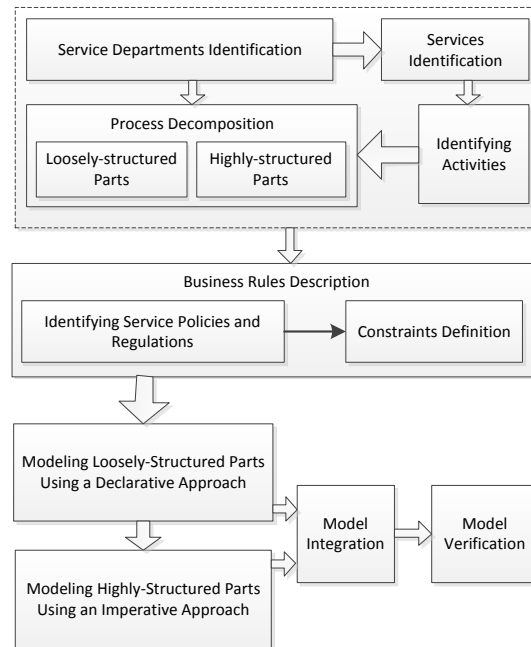 Service Departments Identification
Services
Identification
Process Decomposition
Loosely-structured
Parts
Highly-structured
Parts
Identifying
Activities
Business Rules Description
Identifying Service Policies and
Regulations
Constraints Definition
Modeling Loosely-Structured Parts
Using a Declarative Approach
Model
Integration
Model
Verification
Modeling Highly-Structured Parts
Using an Imperative Approach